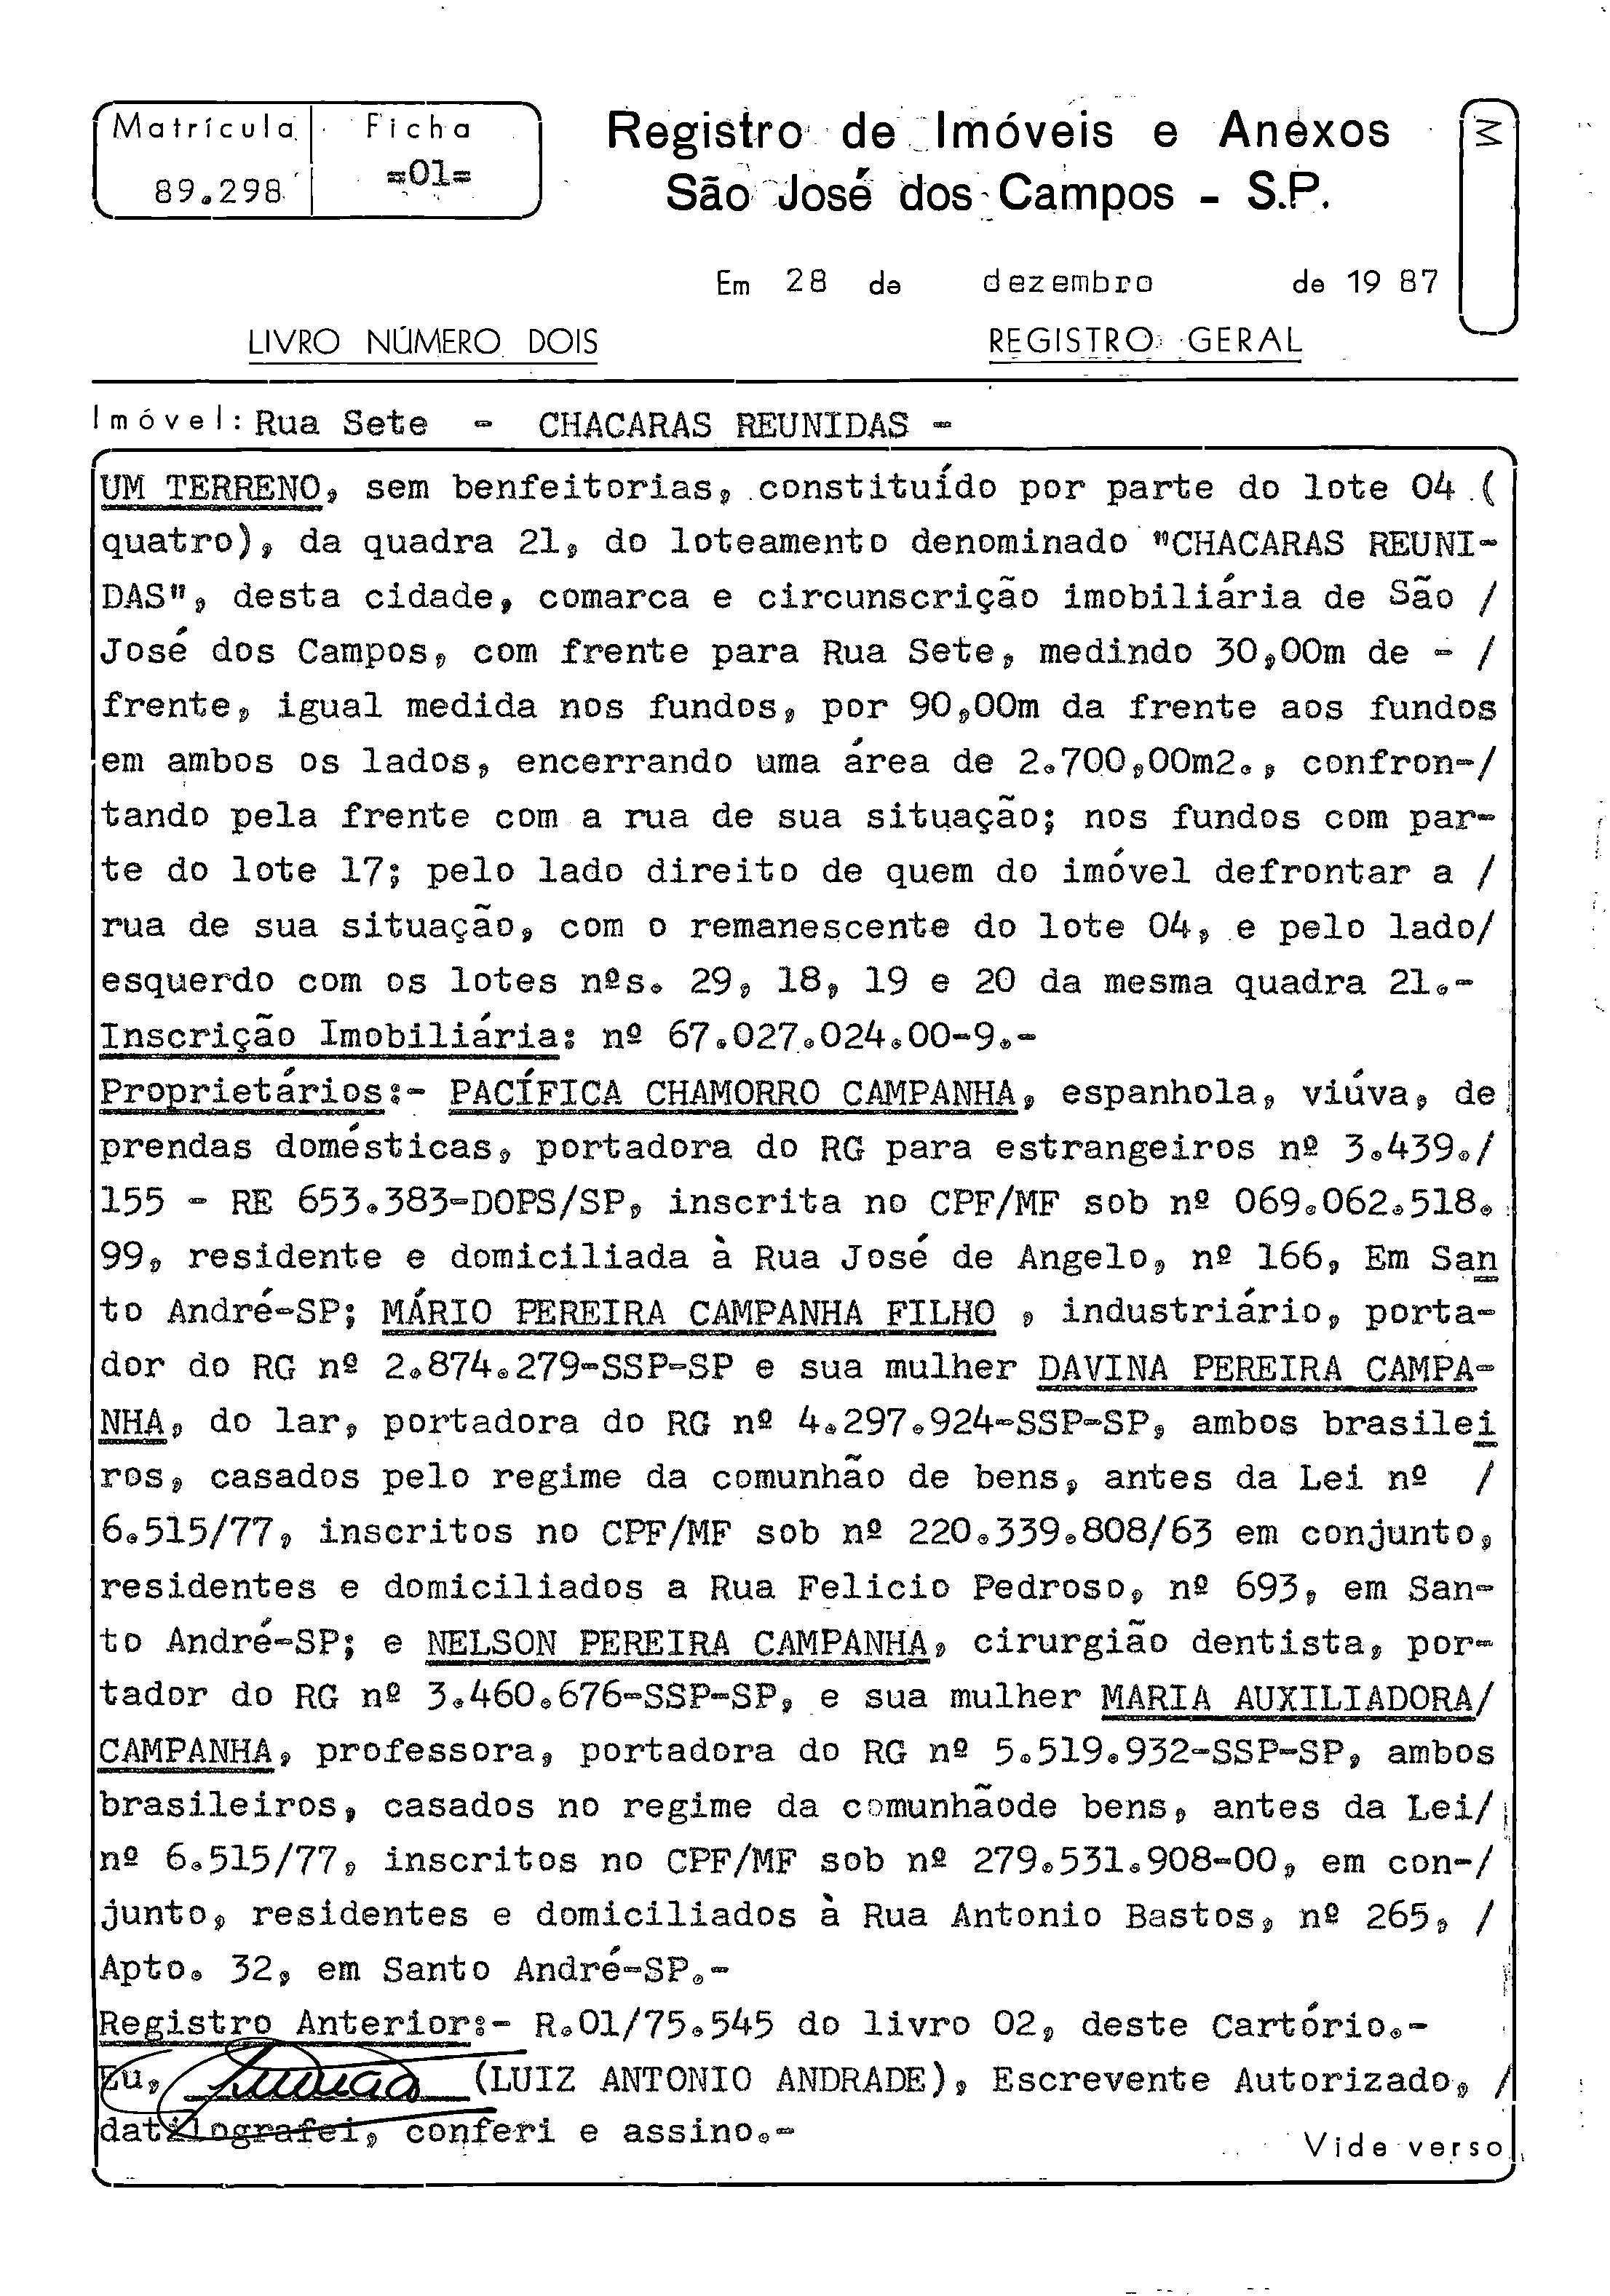 Matrícula Ficha
89.298 =01=
Registro de Imóveis e Anexos
São José dos Campos - S.P.
M
Em 28 de dezembro de 19 87
LIVRO NÚMERO DOIS REGISTRO GERAL
Imóvel: Rua Sete - CHACARAS REUNIDAS -
UM TERRENO, sem benfeitorias, constituído por parte do lote 04 (
quatro), da quadra 21, do loteamento denominado "CHACARAS REUNI-
DAS", desta cidade, comarca e circunscrição imobiliária de São /
José dos Campos, com frente para Rua Sete, medindo 30,00m de - /
frente, igual medida nos fundos, por 90,00m da frente aos fundos
em ambos os lados, encerrando uma área de 2.700,00m2., confron-/
tando pela frente com a rua de sua situação; nos fundos com par-
te do lote 17; pelo lado direito de quem do imóvel defrontar a /
rua de sua situação, com o remanescente do lote 04, e pelo lado/
esquerdo com os lotes nºs. 29, 18, 19 e 20 da mesma quadra 21.-
Inscrição Imobiliária: nº 67.027.024.00-9.-
Proprietários:- PACÍFICA CHAMORRO CAMPANHA, espanhola, viúva, de
prendas domésticas, portadora do RG para estrangeiros nº 3.439./
155 - RE 653.383-DOPS/SP, inscrita no CPF/MF sob nº 069.062.518.
99, residente e domiciliada à Rua José de Angelo, nº 166, Em San
to André-SP; MÁRIO PEREIRA CAMPANHA FILHO , industriário, porta-
dor do RG nº 2.874.279-SSP-SP e sua mulher DAVINA PEREIRA CAMPA-
NHA, do lar, portadora do RG nº 4.297.924-SSP-SP, ambos brasilei
ros, casados pelo regime da comunhão de bens, antes da Lei nº /
6.515/77, inscritos no CPF/MF sob nº 220.339.808/63 em conjunto,
residentes e domiciliados a Rua Felicio Pedroso, nº 693, em San-
to André-SP; e NELSON PEREIRA CAMPANHA, cirurgião dentista, por-
tador do RG nº 3.460.676-SSP-SP, e sua mulher MARIA AUXILIADORA/
CAMPANHA, professora, portadora do RG nº 5.519.932-SSP-SP, ambos
brasileiros, casados no regime da comunhãode bens, antes da Lei/
nº 6.515/77, inscritos no CPF/MF sob nº 279.531.908-00, em con-/
junto, residentes e domiciliados à Rua Antonio Bastos, nº 265, /
Apto. 32, em Santo André-SP.-
Registro Anterior:- R.01/75.545 do livro 02, deste Cartório.-
Eu, (LUIZ ANTONIO ANDRADE), Escrevente Autorizado, /
datilografei, conferi e assino.-
Vide verso